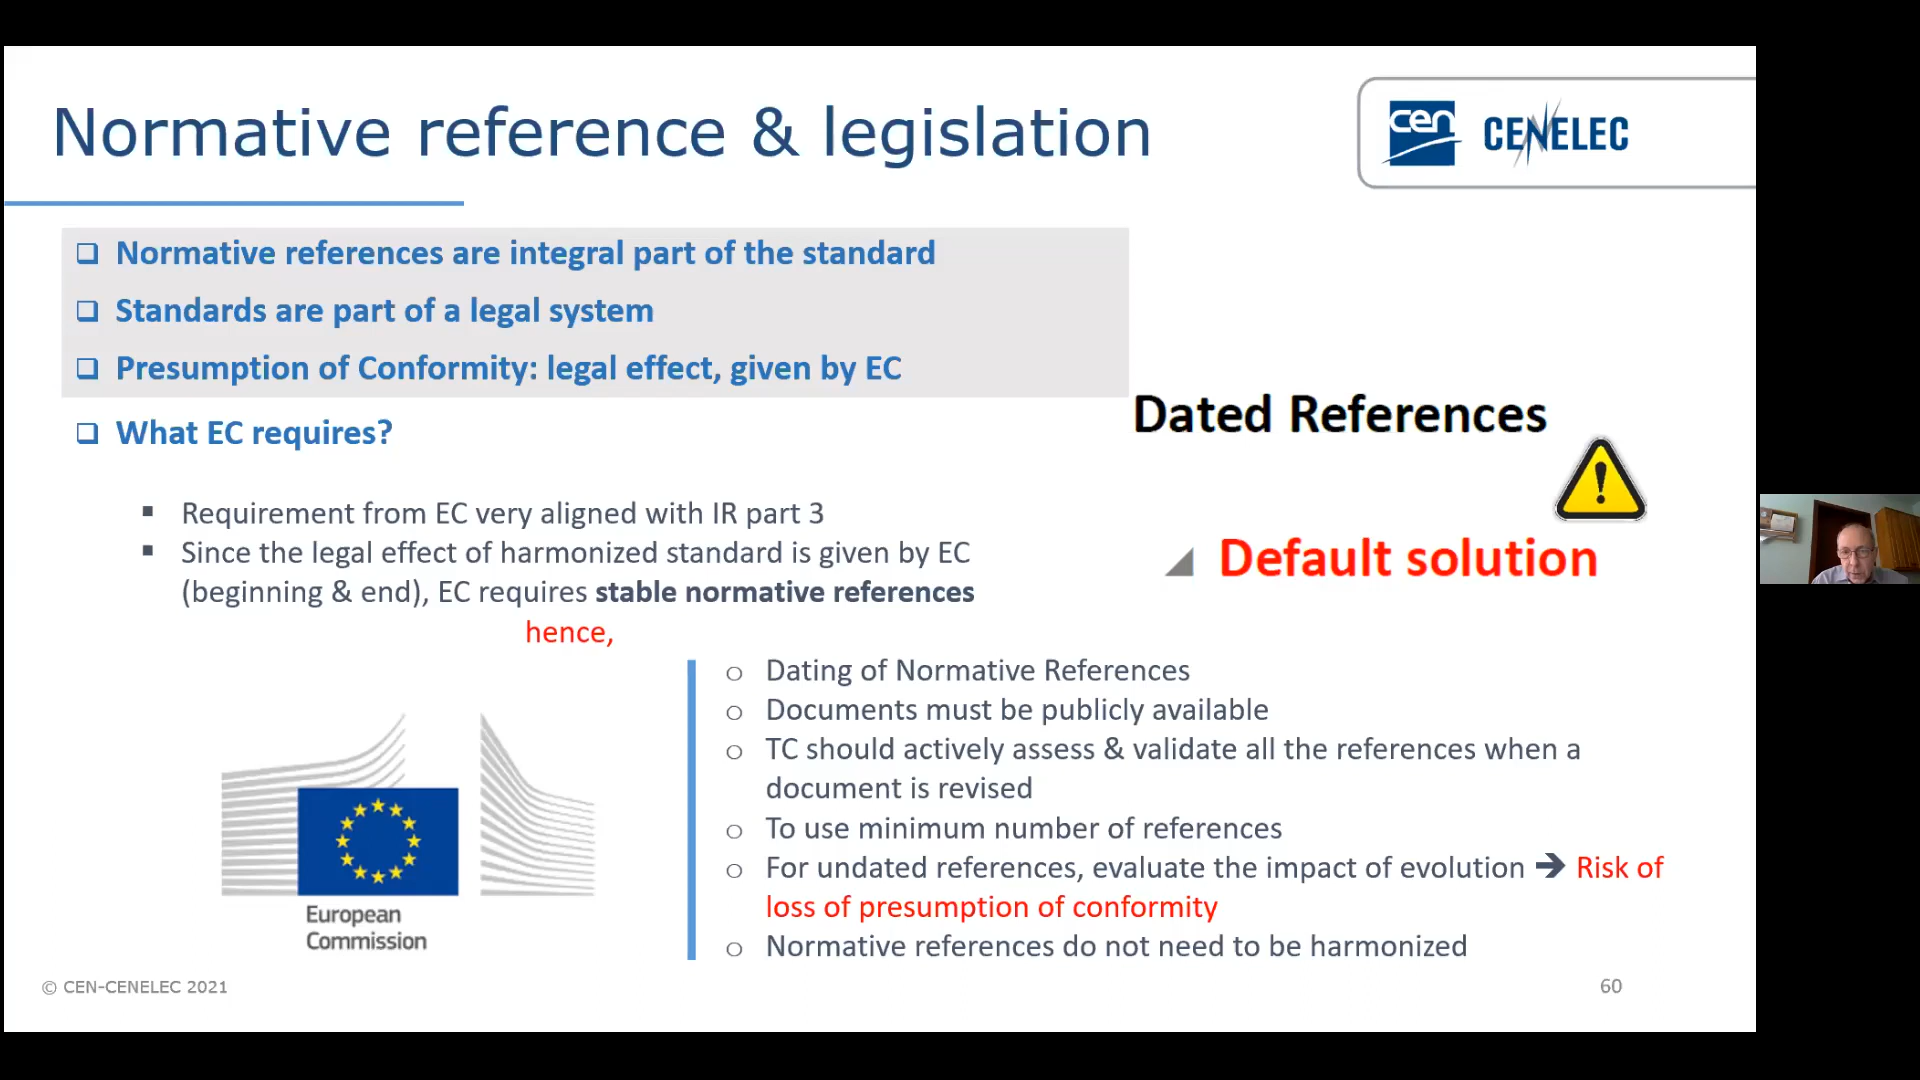 Normative reference & legislation
cen
CENELEC
Normative references are integral part of the standard
Standards are part of a legal system
Presumption of Conformity: legal effect, given by EC
What EC requires?
Dated References
Default solution
Requirement from EC very aligned with IR part 3
Since the legal effect of harmonized standard is given by EC
(beginning & end), EC requires stable normative references
hence,
Dating of Normative References
Documents must be publicly available
TC should actively assess & validate all the references when a
document is revised
To use minimum number of references
For undated references, evaluate the impact of evolution ➔ Risk of
loss of presumption of conformity
Normative references do not need to be harmonized
European
Commission
© CEN-CENELEC 2021
60